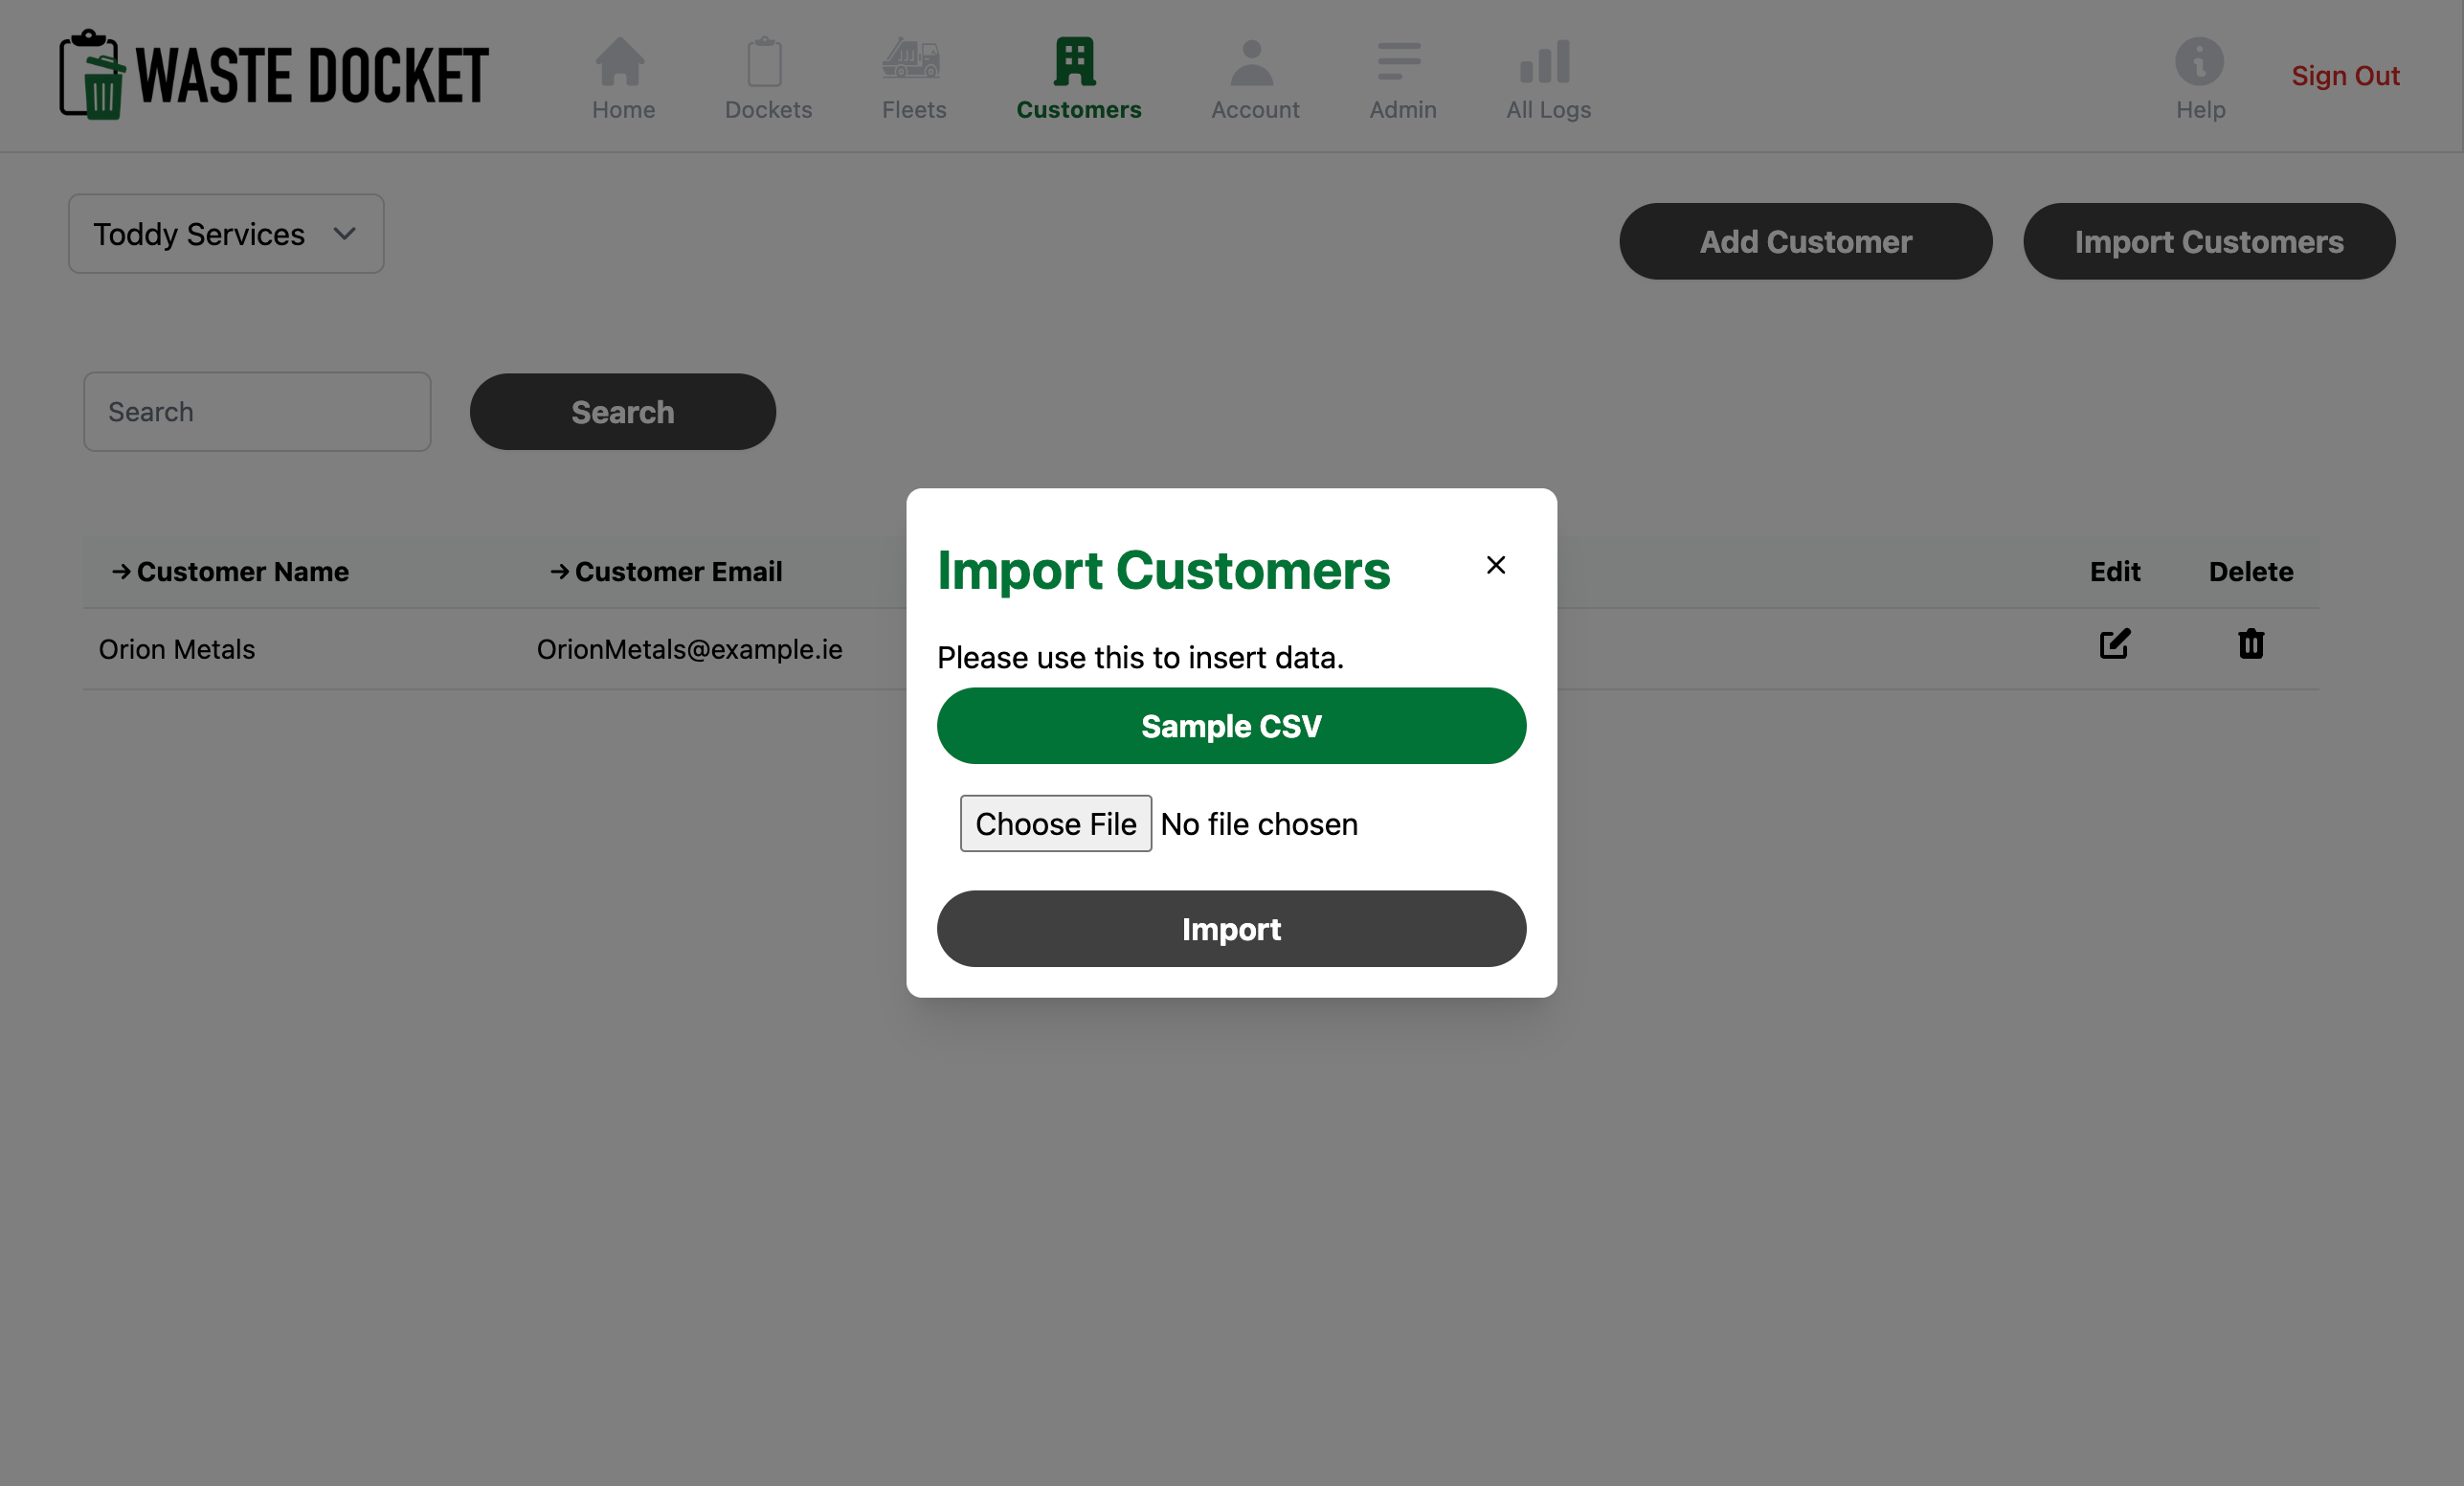 WASTE DOCKET
Home
Dockets
Fleets
Customers
Account
Admin
All Logs
Help
Sign Out
Toddy Services
Add Customer
Import Customers
Search
Search
Customer Name
Customer Email
Edit
Delete
Orion Metals
OrionMetals@example.ie
Import Customers
Please use this to insert data.
Sample CSV
Choose File No file chosen
Import